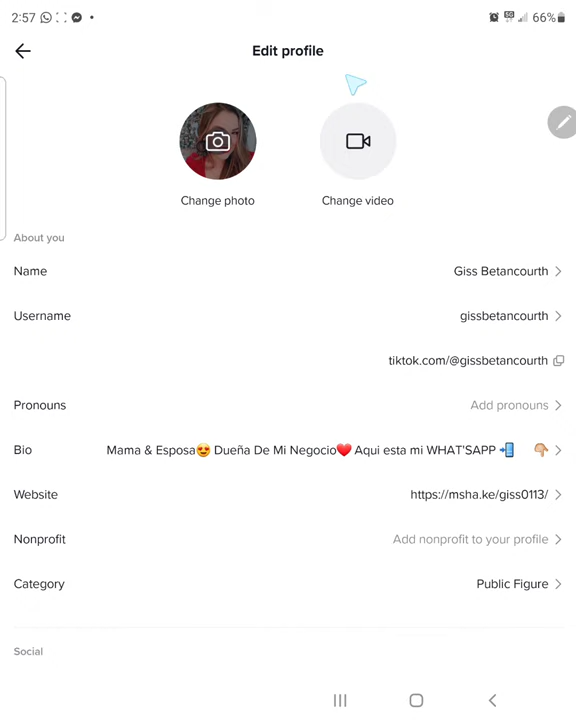 2:57
5G
66%
Edit profile
Change photo
Change video
About you
Name
Giss Betancourth
Username
gissbetancourth
tiktok.com/@gissbetancourth
Pronouns
Add pronouns
Bio
Mama & Esposa😍 Dueña De Mi Negocio❤️ Aqui esta mi WHAT'SAPP 📲 👇🏼
Website
https://msha.ke/giss0113/
Nonprofit
Add nonprofit to your profile
Category
Public Figure
Social